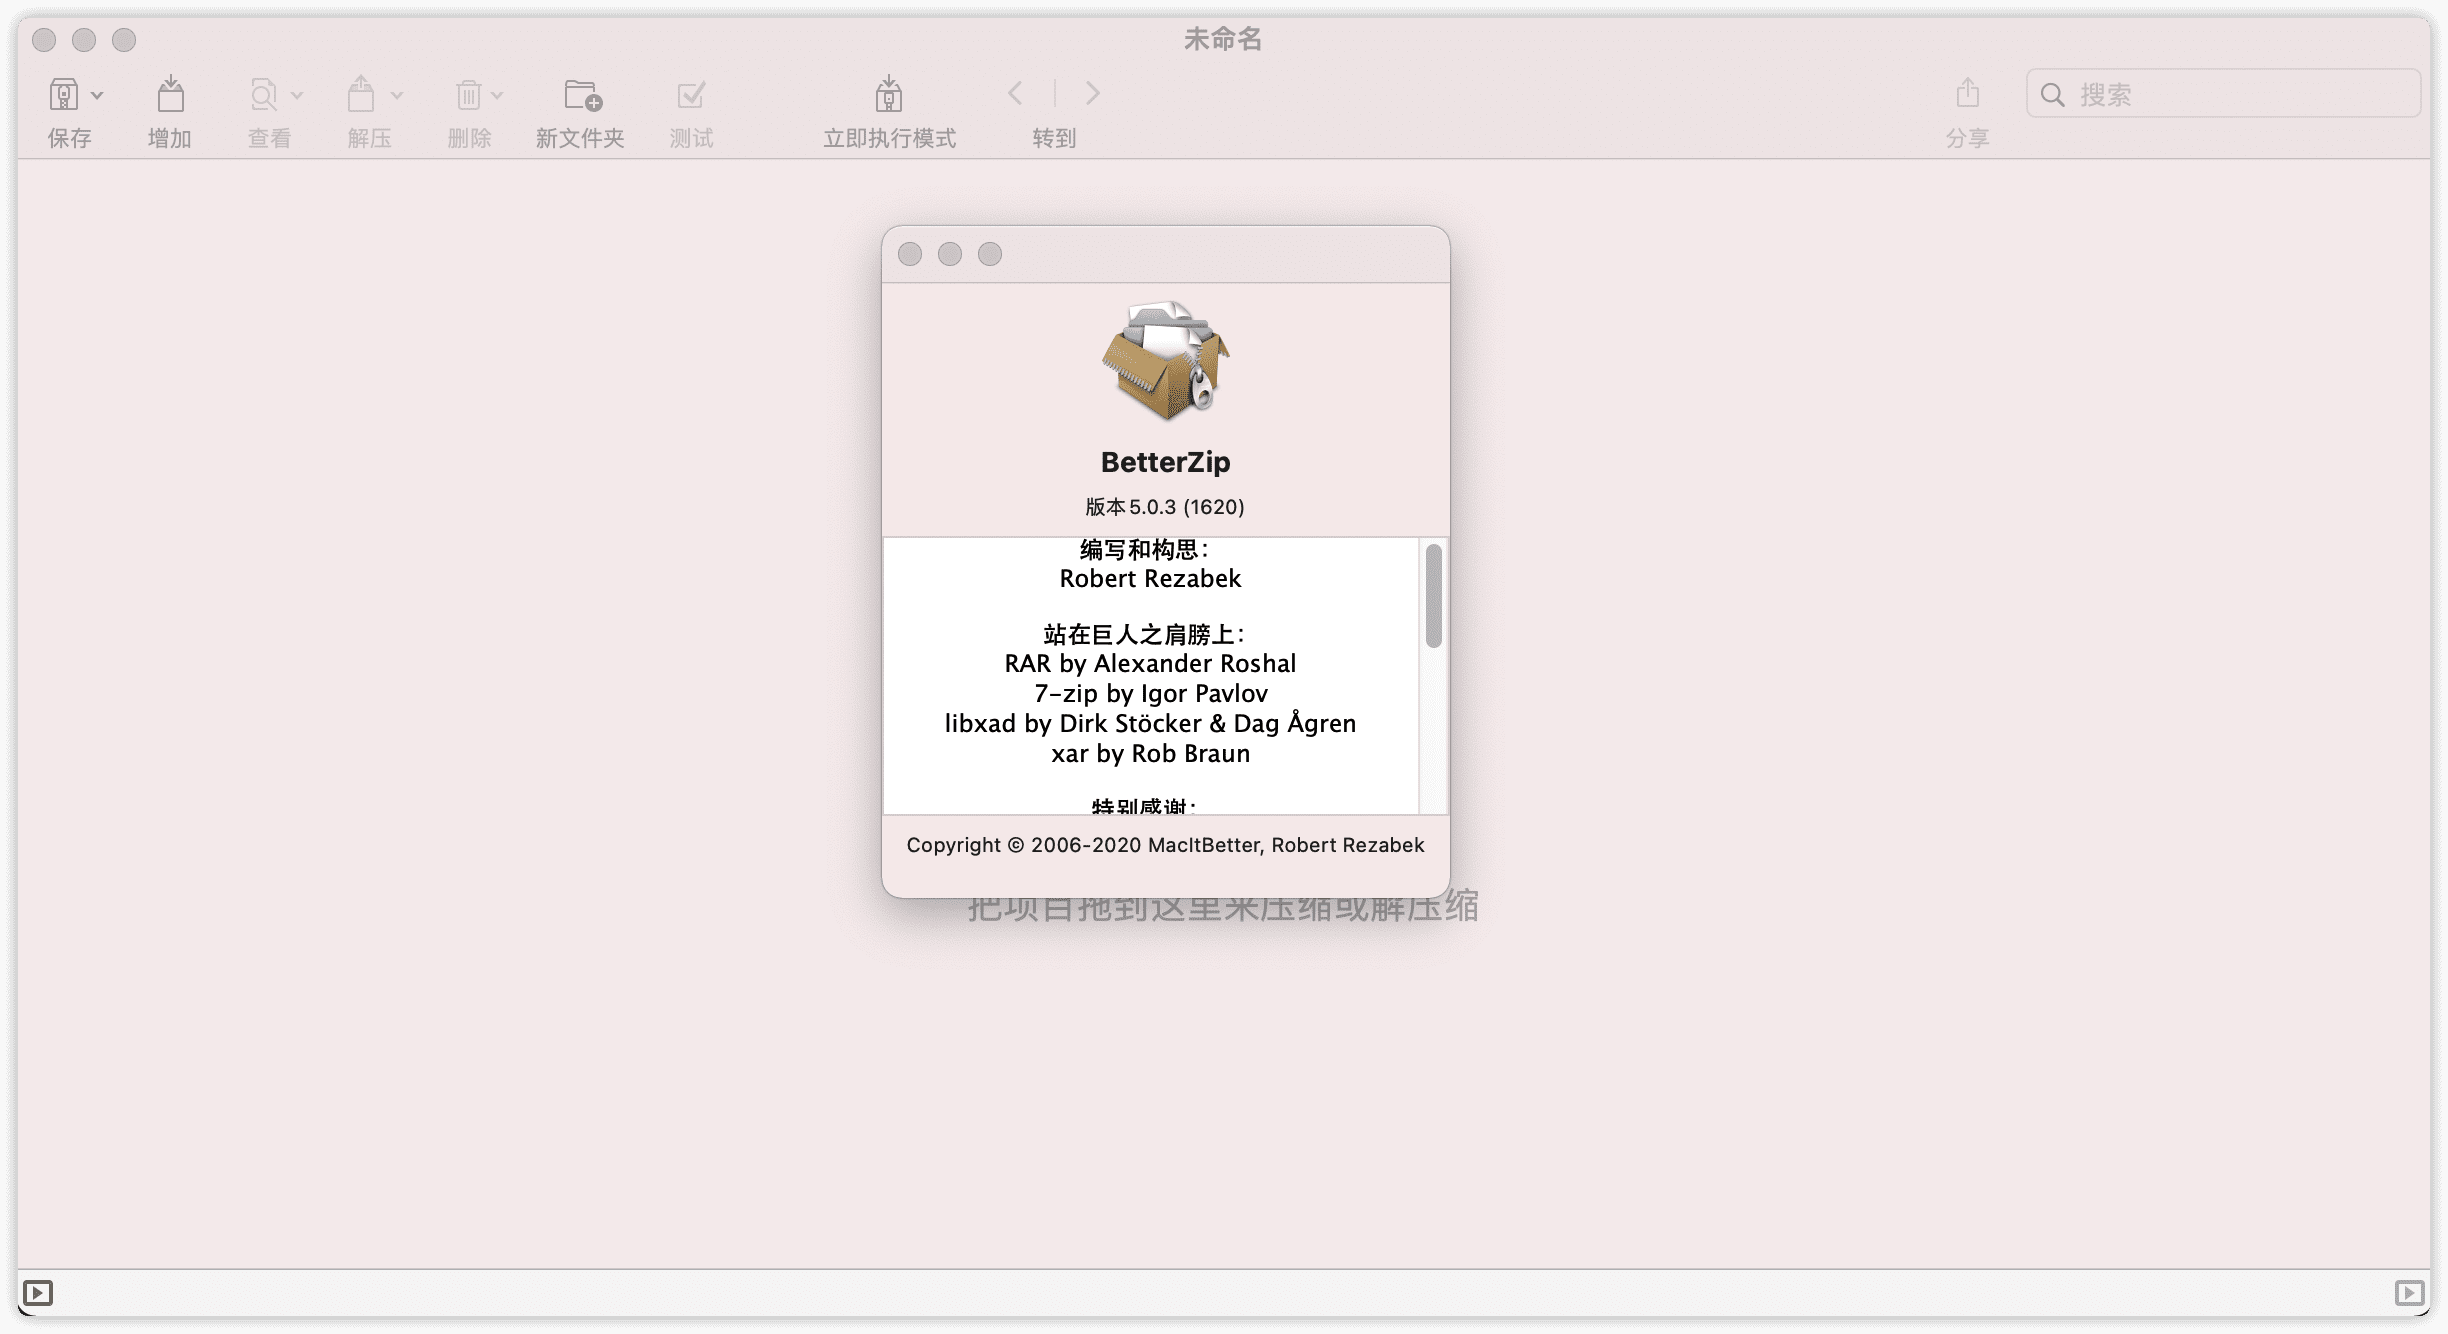 未命名
保存
增加
查看
解压
删除
新文件夹
测试
立即执行模式
转到
分享
搜索
BetterZip
版本 5.0.3 (1620)
编写和构思：
Robert Rezabek
站在巨人之肩膀上：
RAR by Alexander Roshal
7-zip by Igor Pavlov
libxad by Dirk Stöcker & Dag Ågren
xar by Rob Braun
特别感谢：
Copyright © 2006-2020 MacItBetter, Robert Rezabek
把项目拖到这里来压缩或解压缩